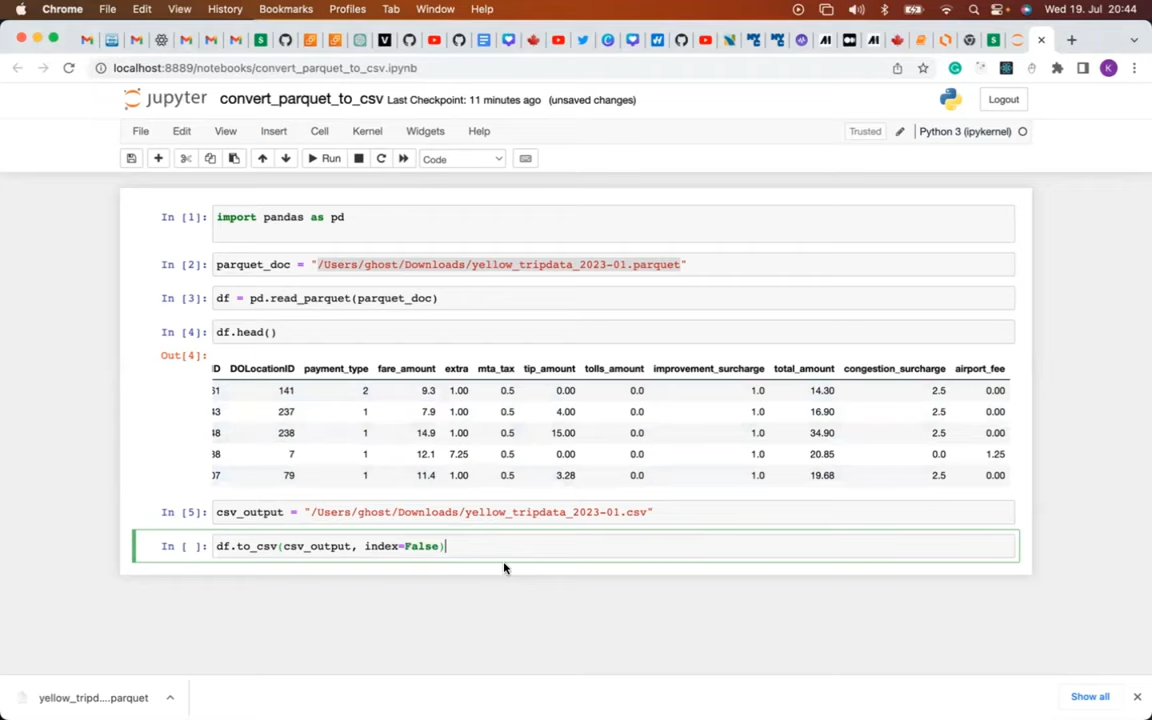 Chrome File Edit View History Bookmarks Profiles Tab Window Help Wed 19. Jul 20:44
localhost:8889/notebooks/convert_parquet_to_csv.ipynb K
jupyter convert_parquet_to_csv Last Checkpoint: 11 minutes ago (unsaved changes) Logout
File Edit View Insert Cell Kernel Widgets Help Trusted Python 3 (ipykernel)
Run Code
In [1]: import pandas as pd
In [2]: parquet_doc = "/Users/ghost/Downloads/yellow_tripdata_2023-01.parquet"
In [3]: df = pd.read_parquet(parquet_doc)
In [4]: df.head()
Out[4]:
ID DOLocationID payment_type fare_amount extra mta_tax tip_amount tolls_amount improvement_surcharge total_amount congestion_surcharge airport_fee
61 141 2 9.3 1.00 0.5 0.00 0.0 1.0 14.30 2.5 0.00
43 237 1 7.9 1.00 0.5 4.00 0.0 1.0 16.90 2.5 0.00
48 238 1 14.9 1.00 0.5 15.00 0.0 1.0 34.90 2.5 0.00
38 7 1 12.1 7.25 0.5 0.00 0.0 1.0 20.85 0.0 1.25
07 79 1 11.4 1.00 0.5 3.28 0.0 1.0 19.68 2.5 0.00
In [5]: csv_output = "/Users/ghost/Downloads/yellow_tripdata_2023-01.csv"
In [ ]: df.to_csv(csv_output, index=False)
yellow_tripd....parquet Show all